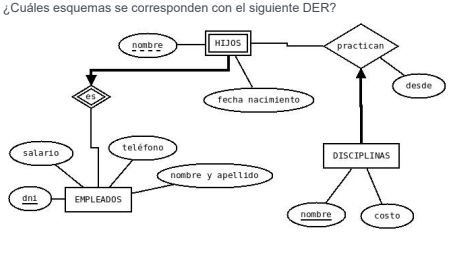 ¿Cuáles esquemas se corresponden con el siguiente DER?
nombre
HIJOS
practican
es
fecha nacimiento
desde
salario
teléfono
nombre y apellido
DISCIPLINAS
dni
EMPLEADOS
nombre
costo